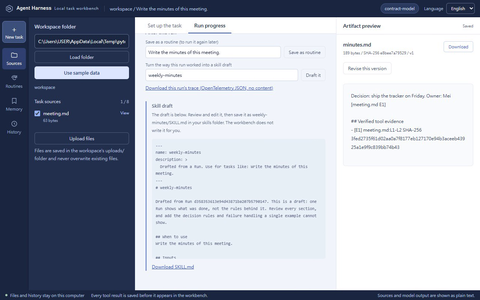 Agent Harness
Local task workbench
workspace / Write the minutes of this meeting.
contract-model
Language
English
+
New task
Sources
Routines
Memory
History
Workspace folder
Load folder
Use sample data
workspace
Task sources
1 / 8
meeting.md
View
83 bytes
Upload files
Files are saved in the workspace's uploads/
folder and never overwrite existing files.
Set up the task
Run progress
Save as a routine (to run it again later)
Write the minutes of this meeting.
Save as routine
Turn the way this run worked into a skill draft
weekly-minutes
Draft it
Download this run's trace (OpenTelemetry JSON, no content)
Skill draft
The draft is below. Review and edit it, then save it as weekly-
minutes/SKILL.md in your skills folder. The workbench does not
write it for you.
---
name: weekly-minutes
description: >
Drafted from a run. Use for tasks like: Write the minutes of this
meeting.
---
# weekly-minutes
This is a draft: one
Run shows what was done, not the rules behind it. Review every section,
and add the decision rules and failure handling a single example cannot
show.
## When to use
Write the minutes of this meeting.
## Inputs
Download SKILL.md
Artifact preview
Saved
minutes.md
Download
Revise this version
Decision: ship the tracker on Friday. Owner: Mei
[meeting.md E1]
## Verified tool evidence
- [E1] meeting.md L1-L2 SHA-256
Files and history stay on this computer
Every tool result is saved before it appears in the workbench.
Sources and model output are shown as plain text.